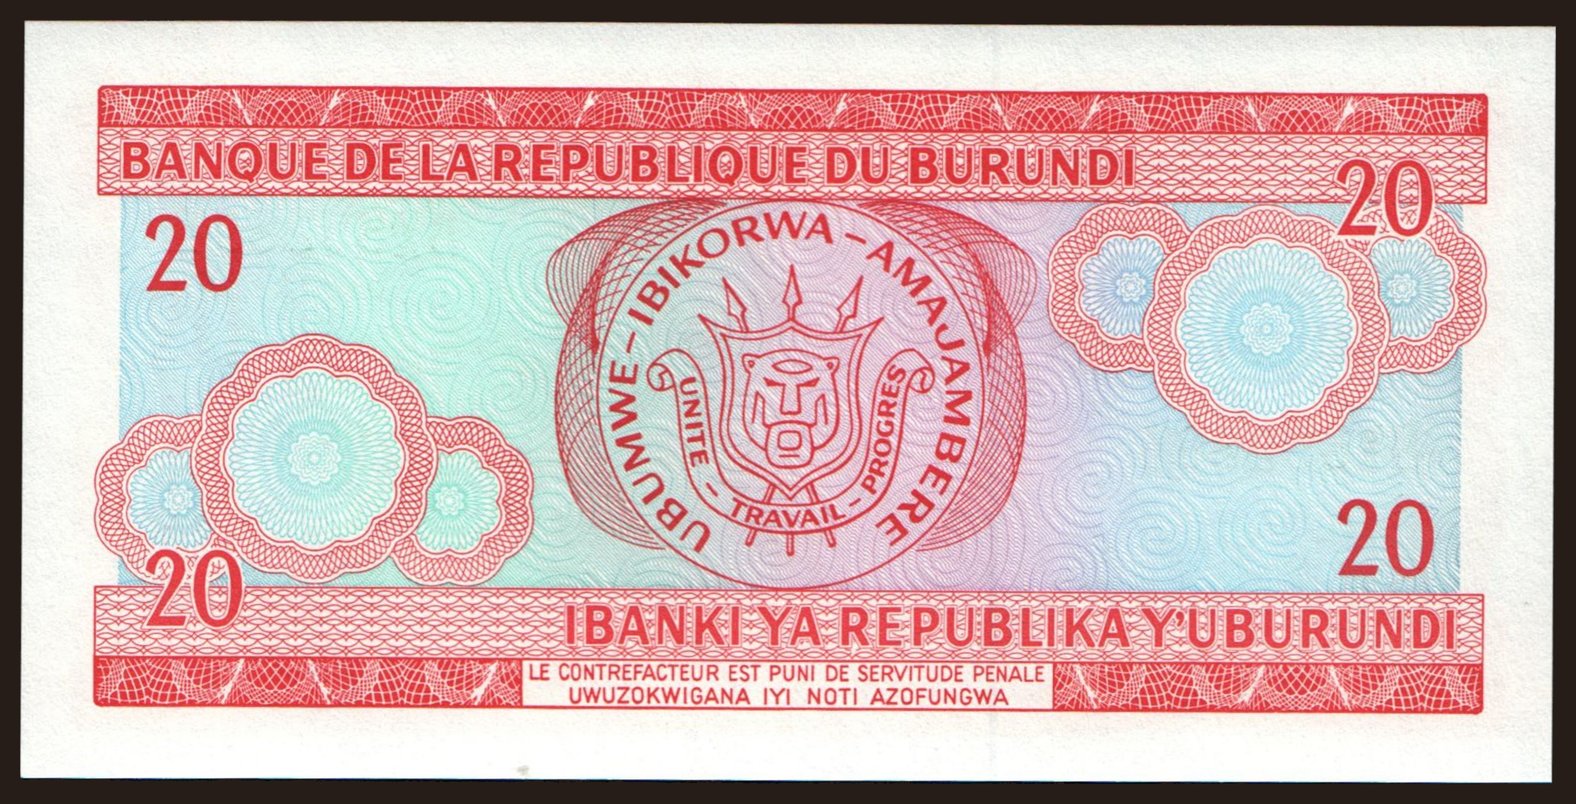 BANQUE DE LA REPUBLIQUE DU BURUNDI
20
20
UBUMWE - IBIKORWA - AMAJAMBERE
UNITE - TRAVAIL - PROGRES
20
20
IBANKI YA REPUBLIKA Y'UBURUNDI
LE CONTREFACTEUR EST PUNI DE SERVITUDE PENALE
UWUZOKWIGANA IYI NOTI AZOFUNGWA